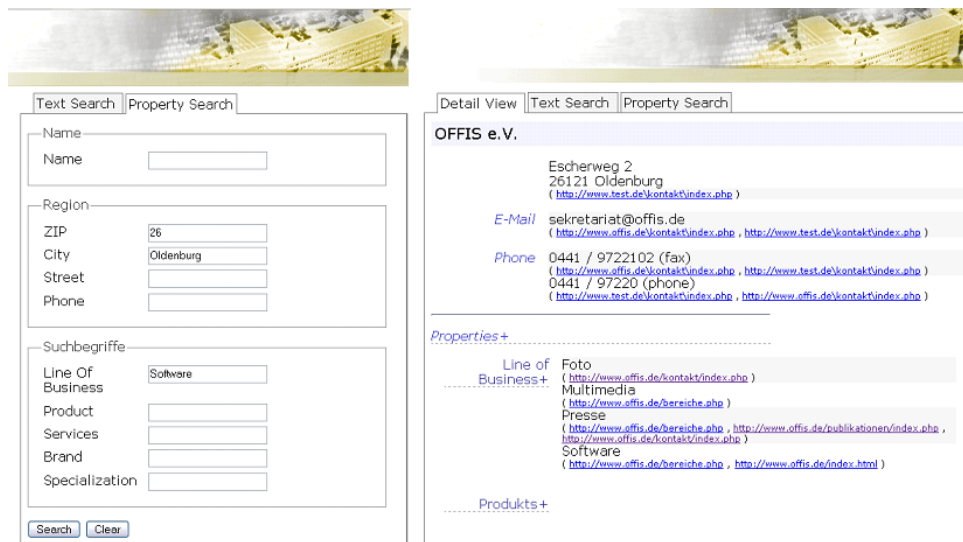 Text Search Property Search
Name
Name
Region
ZIP 26
City Oldenburg
Street
Phone
Suchbegriffe
Line Of
Business Software
Product
Services
Brand
Specialization
Search Clear
Detail View Text Search Property Search
OFFIS e.V.
Escherweg 2
26121 Oldenburg
( http://www.test.de\kontakt\index.php )
E-Mail sekretariat@offis.de
( http://www.offis.de\kontakt\index.php , http://www.test.de\kontakt\index.php )
Phone 0441 / 9722102 (fax)
( http://www.offis.de\kontakt\index.php , http://www.test.de\kontakt\index.php )
0441 / 97220 (phone)
( http://www.test.de\kontakt\index.php , http://www.offis.de\kontakt\index.php )
Properties+
Line of Foto
Business+ ( http://www.offis.de/kontakt/index.php )
Multimedia
( http://www.offis.de/bereiche.php )
Presse
( http://www.offis.de/bereiche.php , http://www.offis.de/publikationen/index.php ,
http://www.offis.de/kontakt/index.php )
Software
( http://www.offis.de/bereiche.php , http://www.offis.de/index.html )
Produkts+